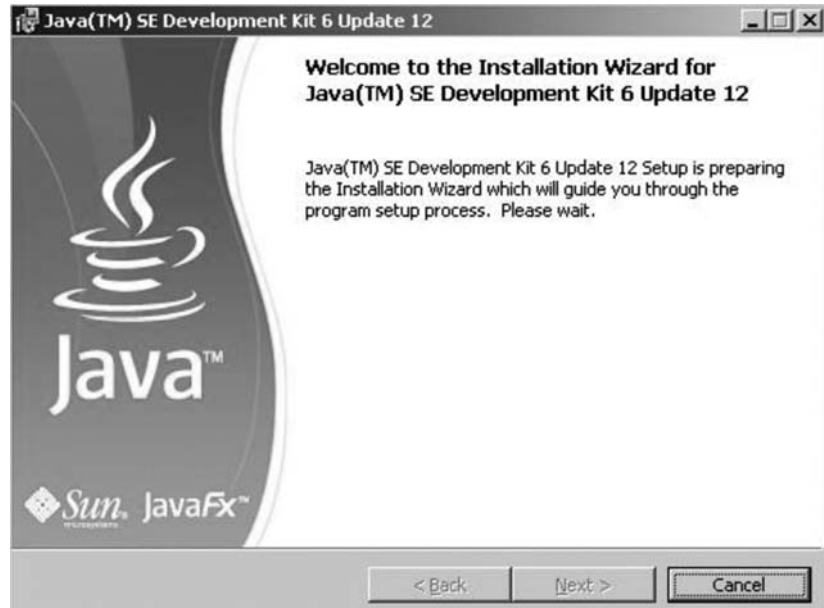 Java(TM) SE Development Kit 6 Update 12
Welcome to the Installation Wizard for
Java(TM) SE Development Kit 6 Update 12
Java(TM) SE Development Kit 6 Update 12 Setup is preparing
the Installation Wizard which will guide you through the
program setup process. Please wait.
Java™
Sun. JavaFx™
microsystems
< Back
Next >
Cancel